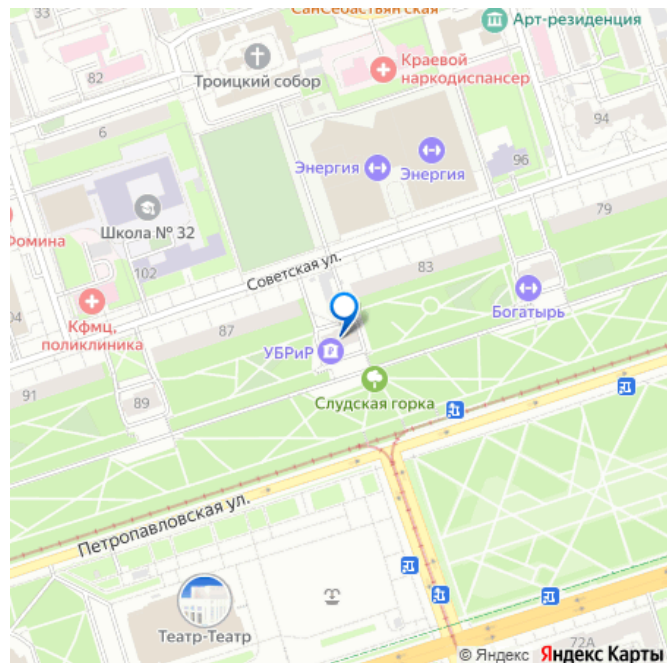 33
СанСебастьян ская
Арт-резиденция
82
Троицкий собор
Краевой
наркодиспансер
6
94
Энергия
Энергия
96
Школа № 32
Фомина
79
102
Советская ул.
83
Богатырь
04
Кфмц,
поликлиника
87
УБРиР
91
89
Слудская горка
Петропавловская ул.
Театр-Театр
72А
© Яндекс Яндекс Карты